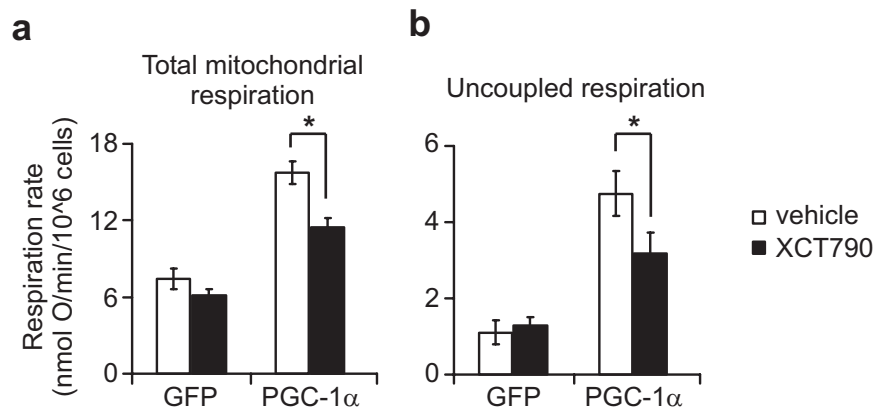 a
Total mitochondrial
respiration
*
Respiration rate
(nmol O/min/10^6 cells)
18
12
6
0
GFP
PGC-1α
b
Uncoupled respiration
*
6
4
2
0
GFP
PGC-1α
vehicle
XCT790